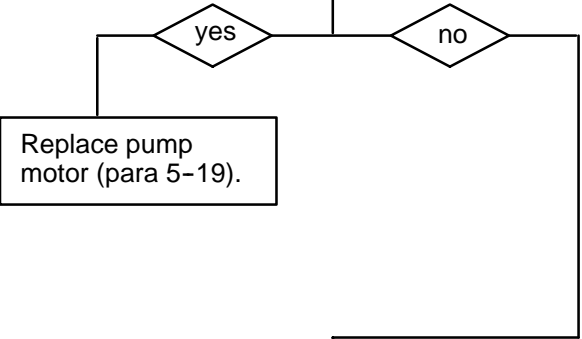 yes
no
Replace pump
motor (para 5-19).